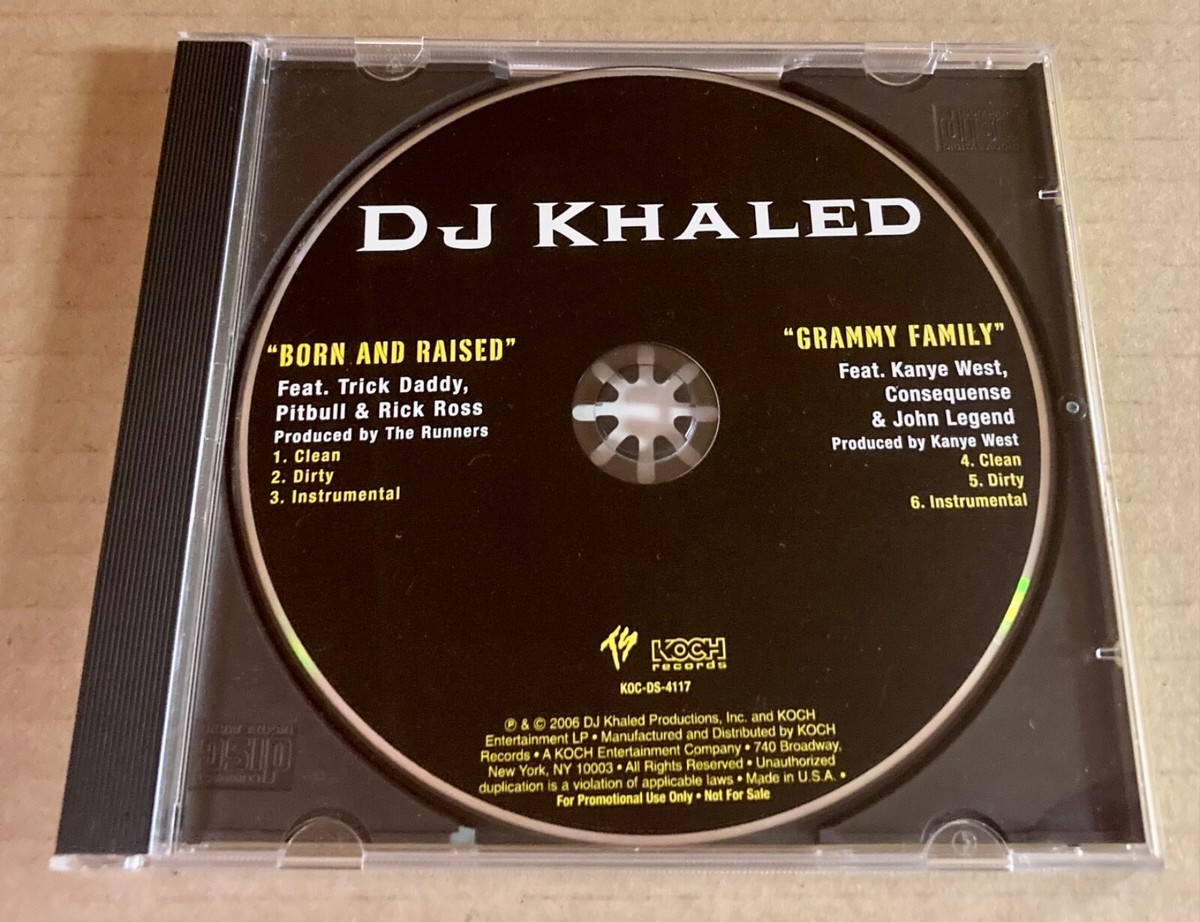 DJ KHALED
“BORN AND RAISED”
Feat. Trick Daddy,
Pitbull & Rick Ross
Produced by The Runners
1. Clean
2. Dirty
3. Instrumental
“GRAMMY FAMILY”
Feat. Kanye West,
Consequense
& John Legend
Produced by Kanye West
4. Clean
5. Dirty
6. Instrumental
TS
KOCH
records
KOC-DS-4117
℗ & © 2006 DJ Khaled Productions, Inc. and KOCH
Entertainment LP • Manufactured and Distributed by KOCH
Records • A KOCH Entertainment Company • 740 Broadway,
New York, NY 10003 • All Rights Reserved • Unauthorized
duplication is a violation of applicable laws • Made in U.S.A. •
For Promotional Use Only • Not For Sale
disc
DIGITAL AUDIO